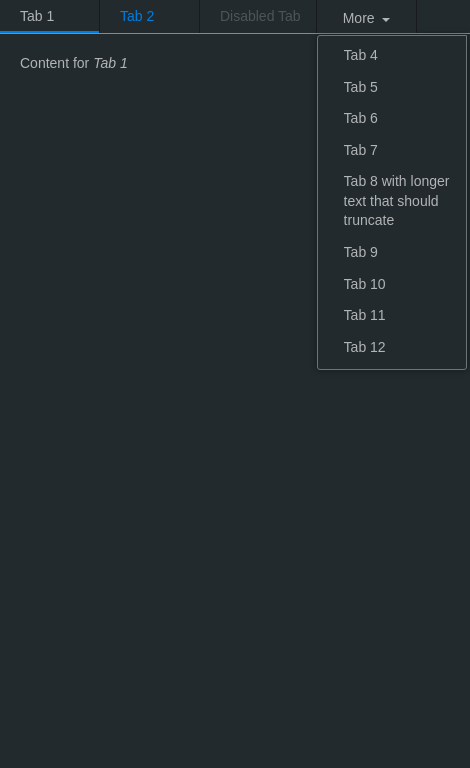 Tab 1
Tab 2
Disabled Tab
More
Content for Tab 1
Tab 4
Tab 5
Tab 6
Tab 7
Tab 8 with longer
text that should
truncate
Tab 9
Tab 10
Tab 11
Tab 12